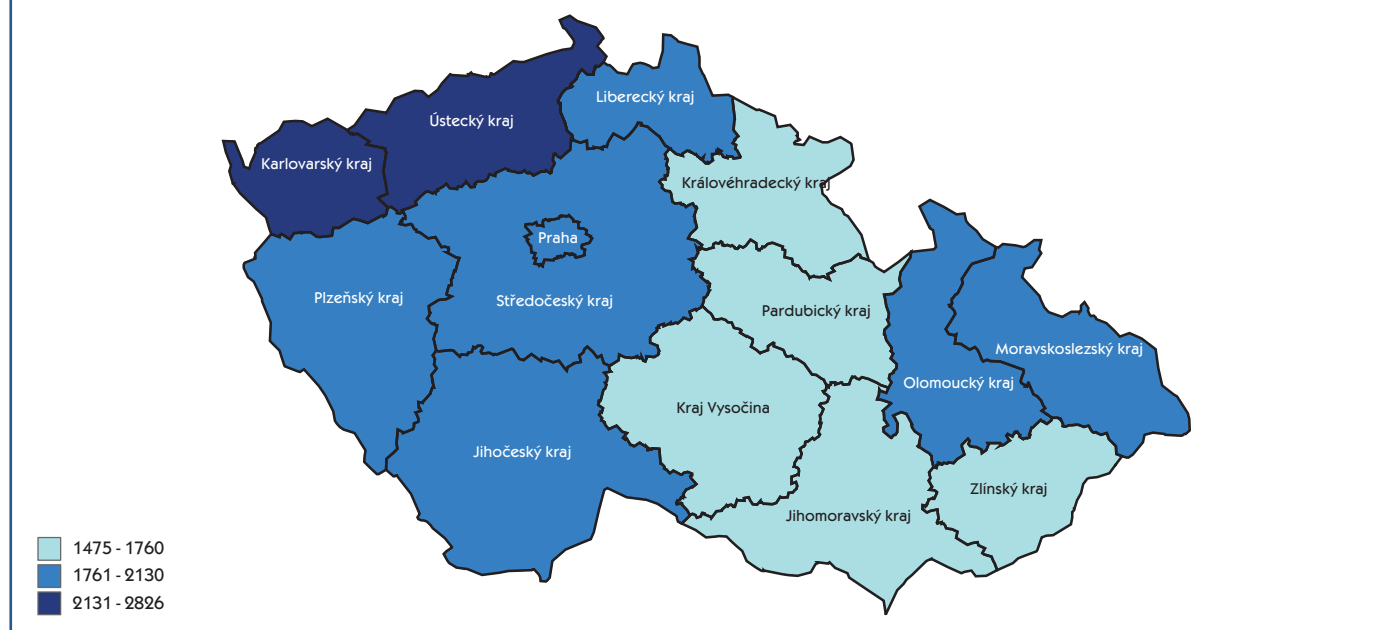 Liberecký kraj
Ústecký kraj
Karlovarský kraj
Královéhradecký kraj
Praha
Plzeňský kraj
Středočeský kraj
Pardubický kraj
Moravskoslezský kraj
Olomoucký kraj
Kraj Vysočina
Jihočeský kraj
Zlínský kraj
Jihomoravský kraj
1475 - 1760
1761 - 2130
2131 - 2826